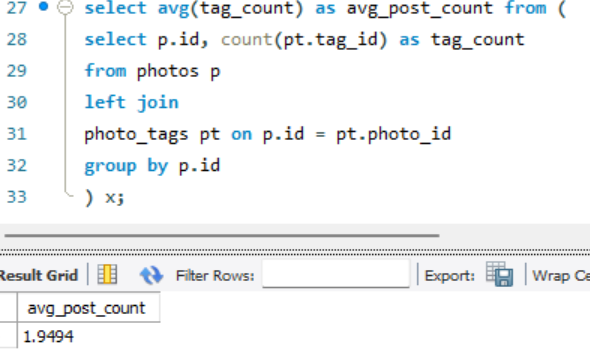 27 select avg(tag_count) as avg_post_count from (
28 select p.id, count(pt.tag_id) as tag_count
29 from photos p
30 left join
31 photo_tags pt on p.id = pt.photo_id
32 group by p.id
33 ) x;
Result Grid Filter Rows: Export: Wrap Ce
avg_post_count
1.9494